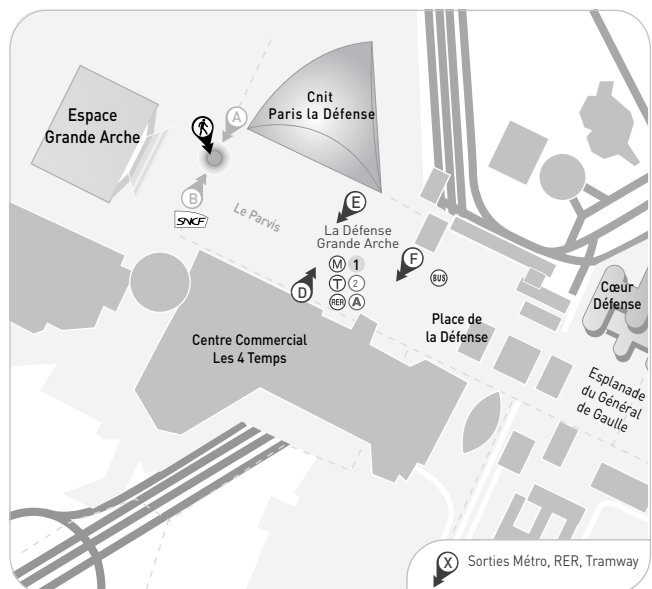 Espace
Grande Arche
Cnit
Paris la Défense
A
B
SNCF
Le Parvis
E
La Défense
Grande Arche
M 1
T 2
RER A
D
F
BUS
Cœur
Défense
Place de
la Défense
Centre Commercial
Les 4 Temps
Esplanade
du Général
de Gaulle
X Sorties Métro, RER, Tramway